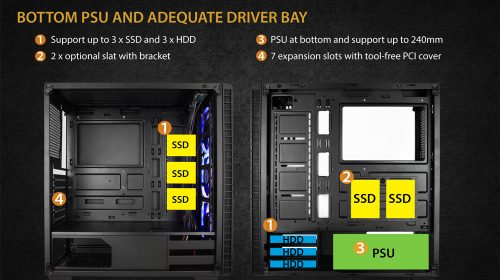 BOTTOM PSU AND ADEQUATE DRIVER BAY
1 Support up to 3 x SSD and 3 x HDD
3 PSU at bottom and support up to 240mm
2 2 x optional slat with bracket
4 7 expansion slots with tool-free PCI cover
1
SSD
SSD
SSD
4
2
SSD SSD
1
HDD
HDD
HDD
3 PSU